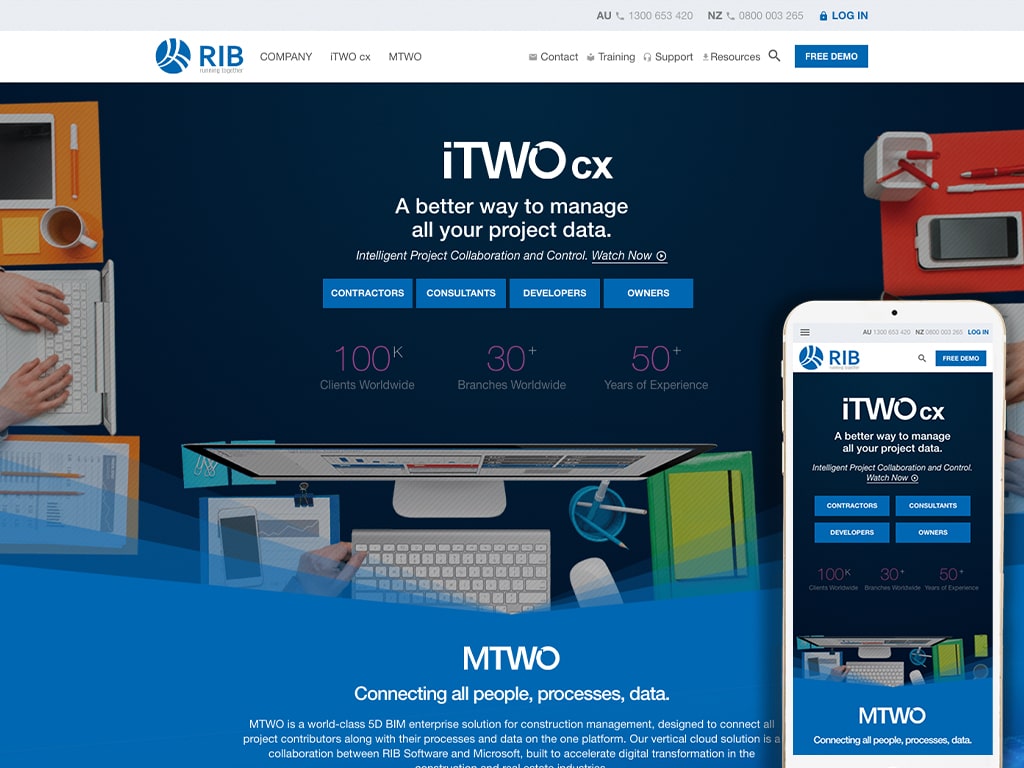 AU 1300 653 420 NZ 0800 003 265 LOG IN
RIB
running together
COMPANY iTWO cx MTWO
Contact Training Support Resources FREE DEMO
iTWO cx
A better way to manage
all your project data.
Intelligent Project Collaboration and Control. Watch Now
CONTRACTORS CONSULTANTS DEVELOPERS OWNERS
100K 30+ 50+
Clients Worldwide Branches Worldwide Years of Experience
MTWO
Connecting all people, processes, data.
MTWO is a world-class 5D BIM enterprise solution for construction management, designed to connect all
project contributors along with their processes and data on the one platform. Our vertical cloud solution is a
collaboration between RIB Software and Microsoft, built to accelerate digital transformation in the
construction and real estate industries.
AU 1300 653 420 NZ 0800 003 265 LOG IN
RIB
running together
FREE DEMO
iTWO cx
A better way to manage
all your project data.
Intelligent Project Collaboration and Control.
Watch Now
CONTRACTORS CONSULTANTS
DEVELOPERS OWNERS
100K 30+ 50+
Clients Worldwide Branches Worldwide Years of Experience
MTWO
Connecting all people, processes, data.